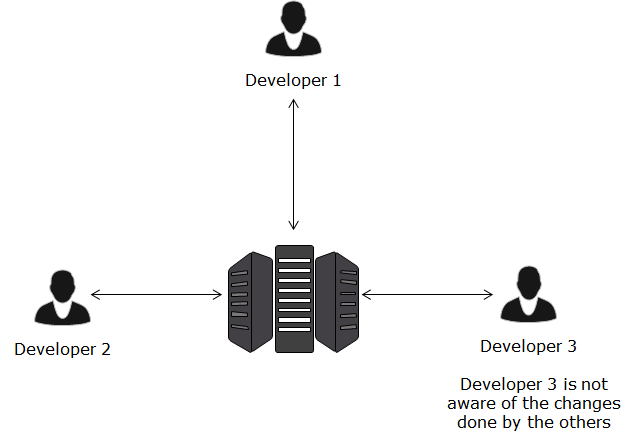 Developer 1
Developer 2
Developer 3
Developer 3 is not
aware of the changes
done by the others